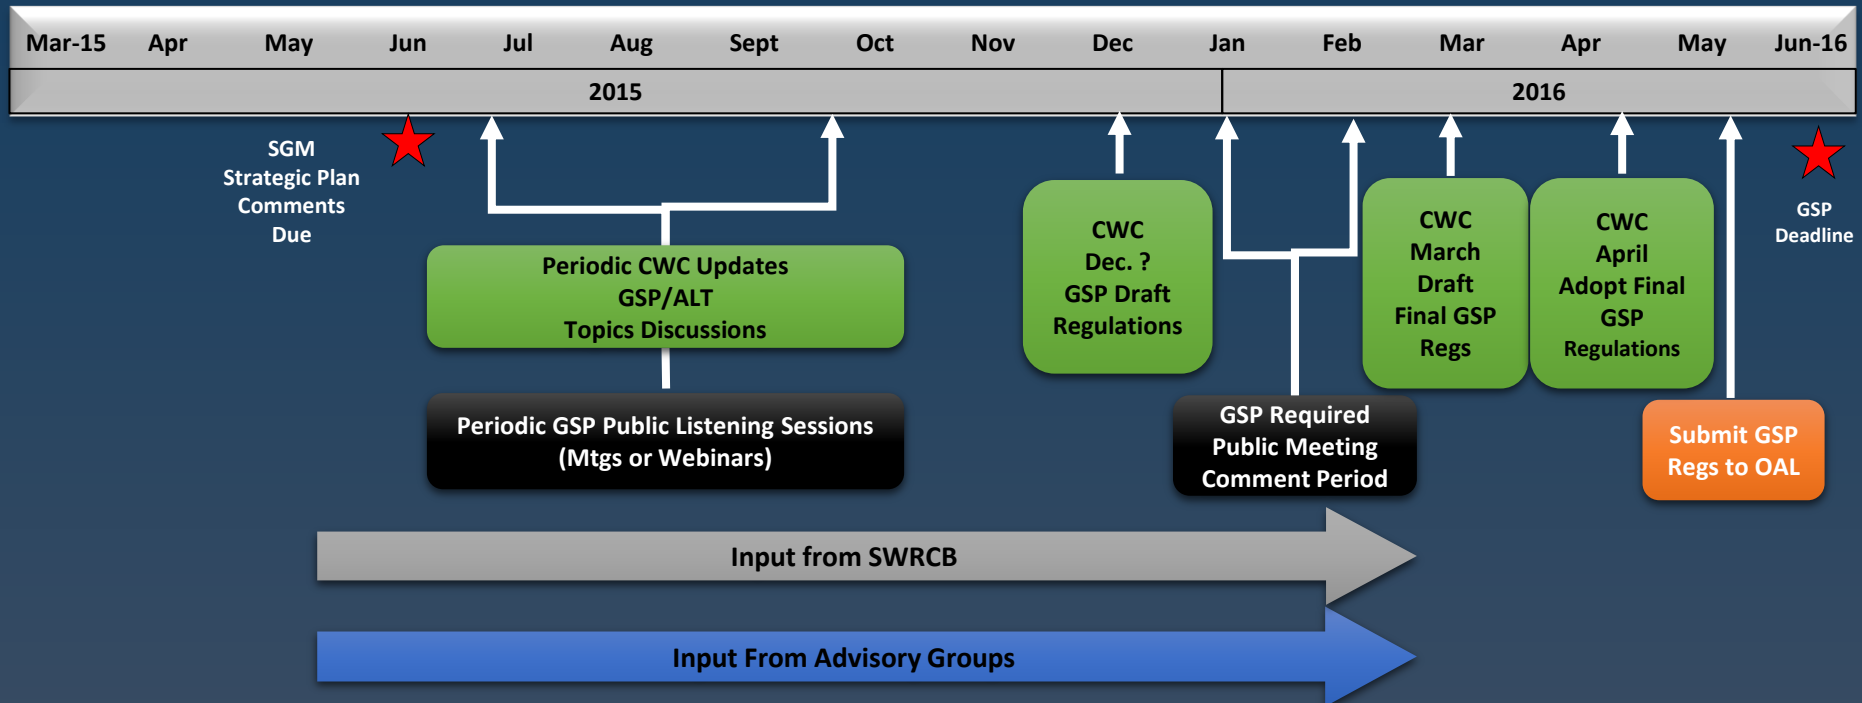 Mar-15 Apr May Jun Jul Aug Sept Oct Nov Dec Jan Feb Mar Apr May Jun-16
2015 2016
SGM
Strategic Plan
Comments
Due
GSP
Deadline
Periodic CWC Updates
GSP/ALT
Topics Discussions
CWC
Dec. ?
GSP Draft
Regulations
CWC
March
Draft
Final GSP
Regs
CWC
April
Adopt Final
GSP
Regulations
Periodic GSP Public Listening Sessions
(Mtgs or Webinars)
GSP Required
Public Meeting
Comment Period
Submit GSP
Regs to OAL
Input from SWRCB
Input From Advisory Groups